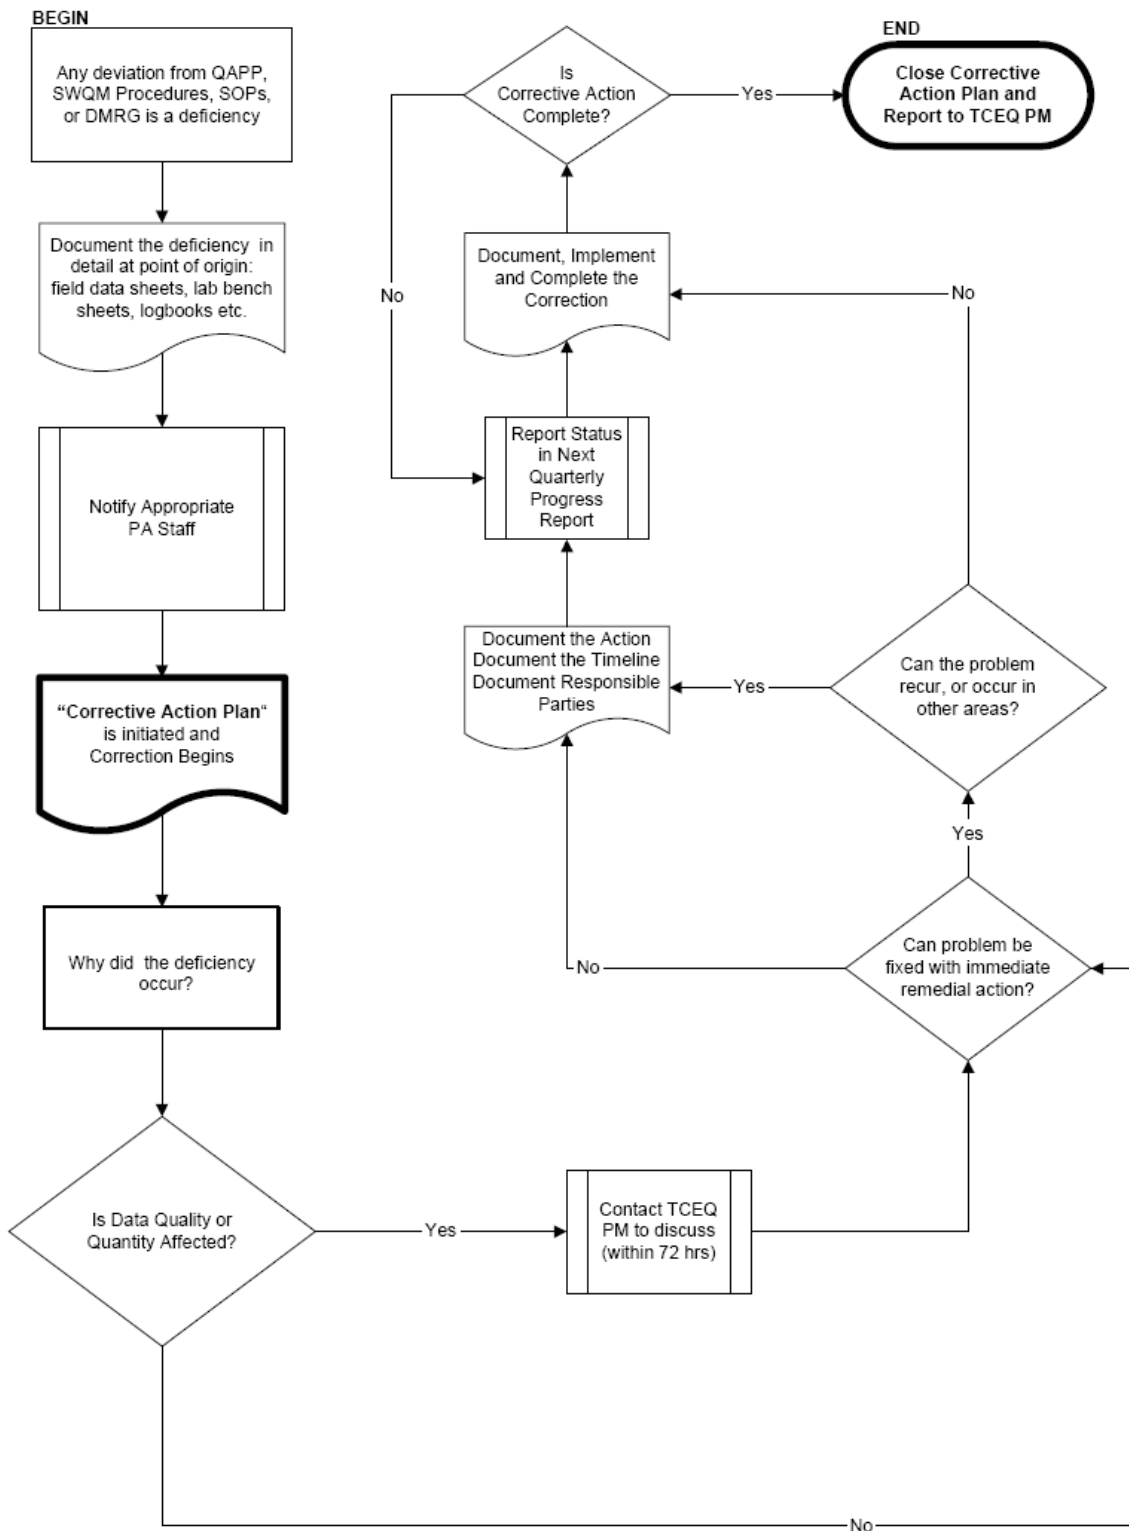 BEGIN
Any deviation from QAPP,
SWQM Procedures, SOPs,
or DMRG is a deficiency
Document the deficiency in
detail at point of origin:
field data sheets, lab bench
sheets, logbooks etc.
Notify Appropriate
PA Staff
“Corrective Action Plan“
is initiated and
Correction Begins
Why did the deficiency
occur?
Is Data Quality or
Quantity Affected?
Yes
No
Contact TCEQ
PM to discuss
(within 72 hrs)
Can problem be
fixed with immediate
remedial action?
No
Yes
Can the problem
recur, or occur in
other areas?
Yes
No
Document the Action
Document the Timeline
Document Responsible
Parties
Report Status
in Next
Quarterly
Progress
Report
Document, Implement
and Complete the
Correction
Is
Corrective Action
Complete?
No
Yes
END
Close Corrective
Action Plan and
Report to TCEQ PM